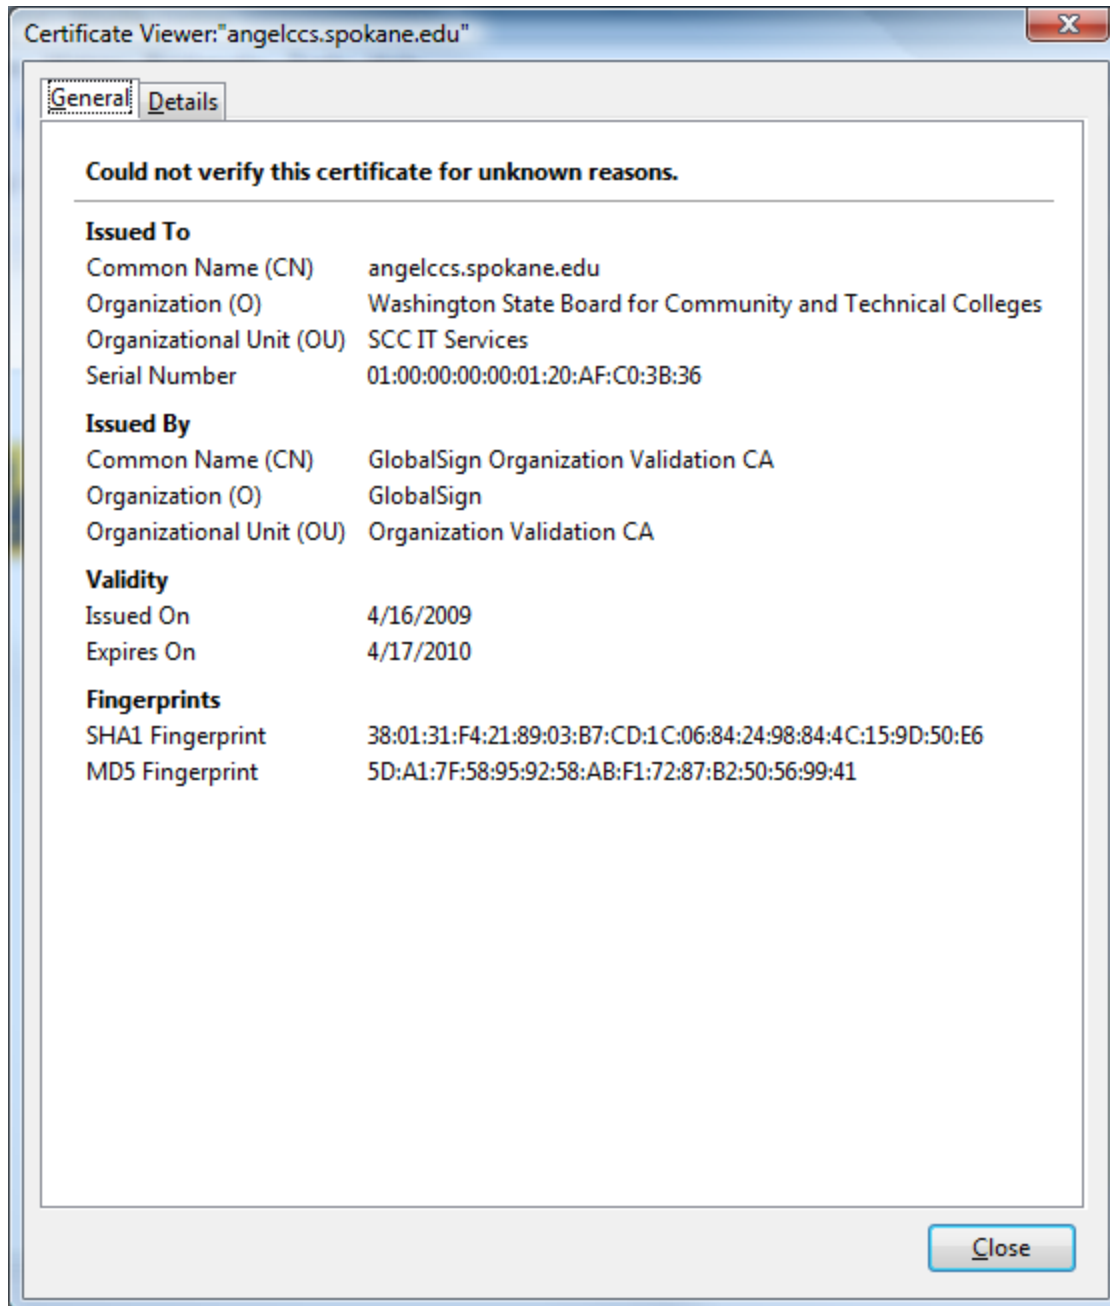 Certificate Viewer:"angelccs.spokane.edu"
X
General Details
Could not verify this certificate for unknown reasons.
Issued To
Common Name (CN) angelccs.spokane.edu
Organization (O) Washington State Board for Community and Technical Colleges
Organizational Unit (OU) SCC IT Services
Serial Number 01:00:00:00:00:01:20:AF:C0:3B:36
Issued By
Common Name (CN) GlobalSign Organization Validation CA
Organization (O) GlobalSign
Organizational Unit (OU) Organization Validation CA
Validity
Issued On 4/16/2009
Expires On 4/17/2010
Fingerprints
SHA1 Fingerprint 38:01:31:F4:21:89:03:B7:CD:1C:06:84:24:98:84:4C:15:9D:50:E6
MD5 Fingerprint 5D:A1:7F:58:95:92:58:AB:F1:72:87:B2:50:56:99:41
Close